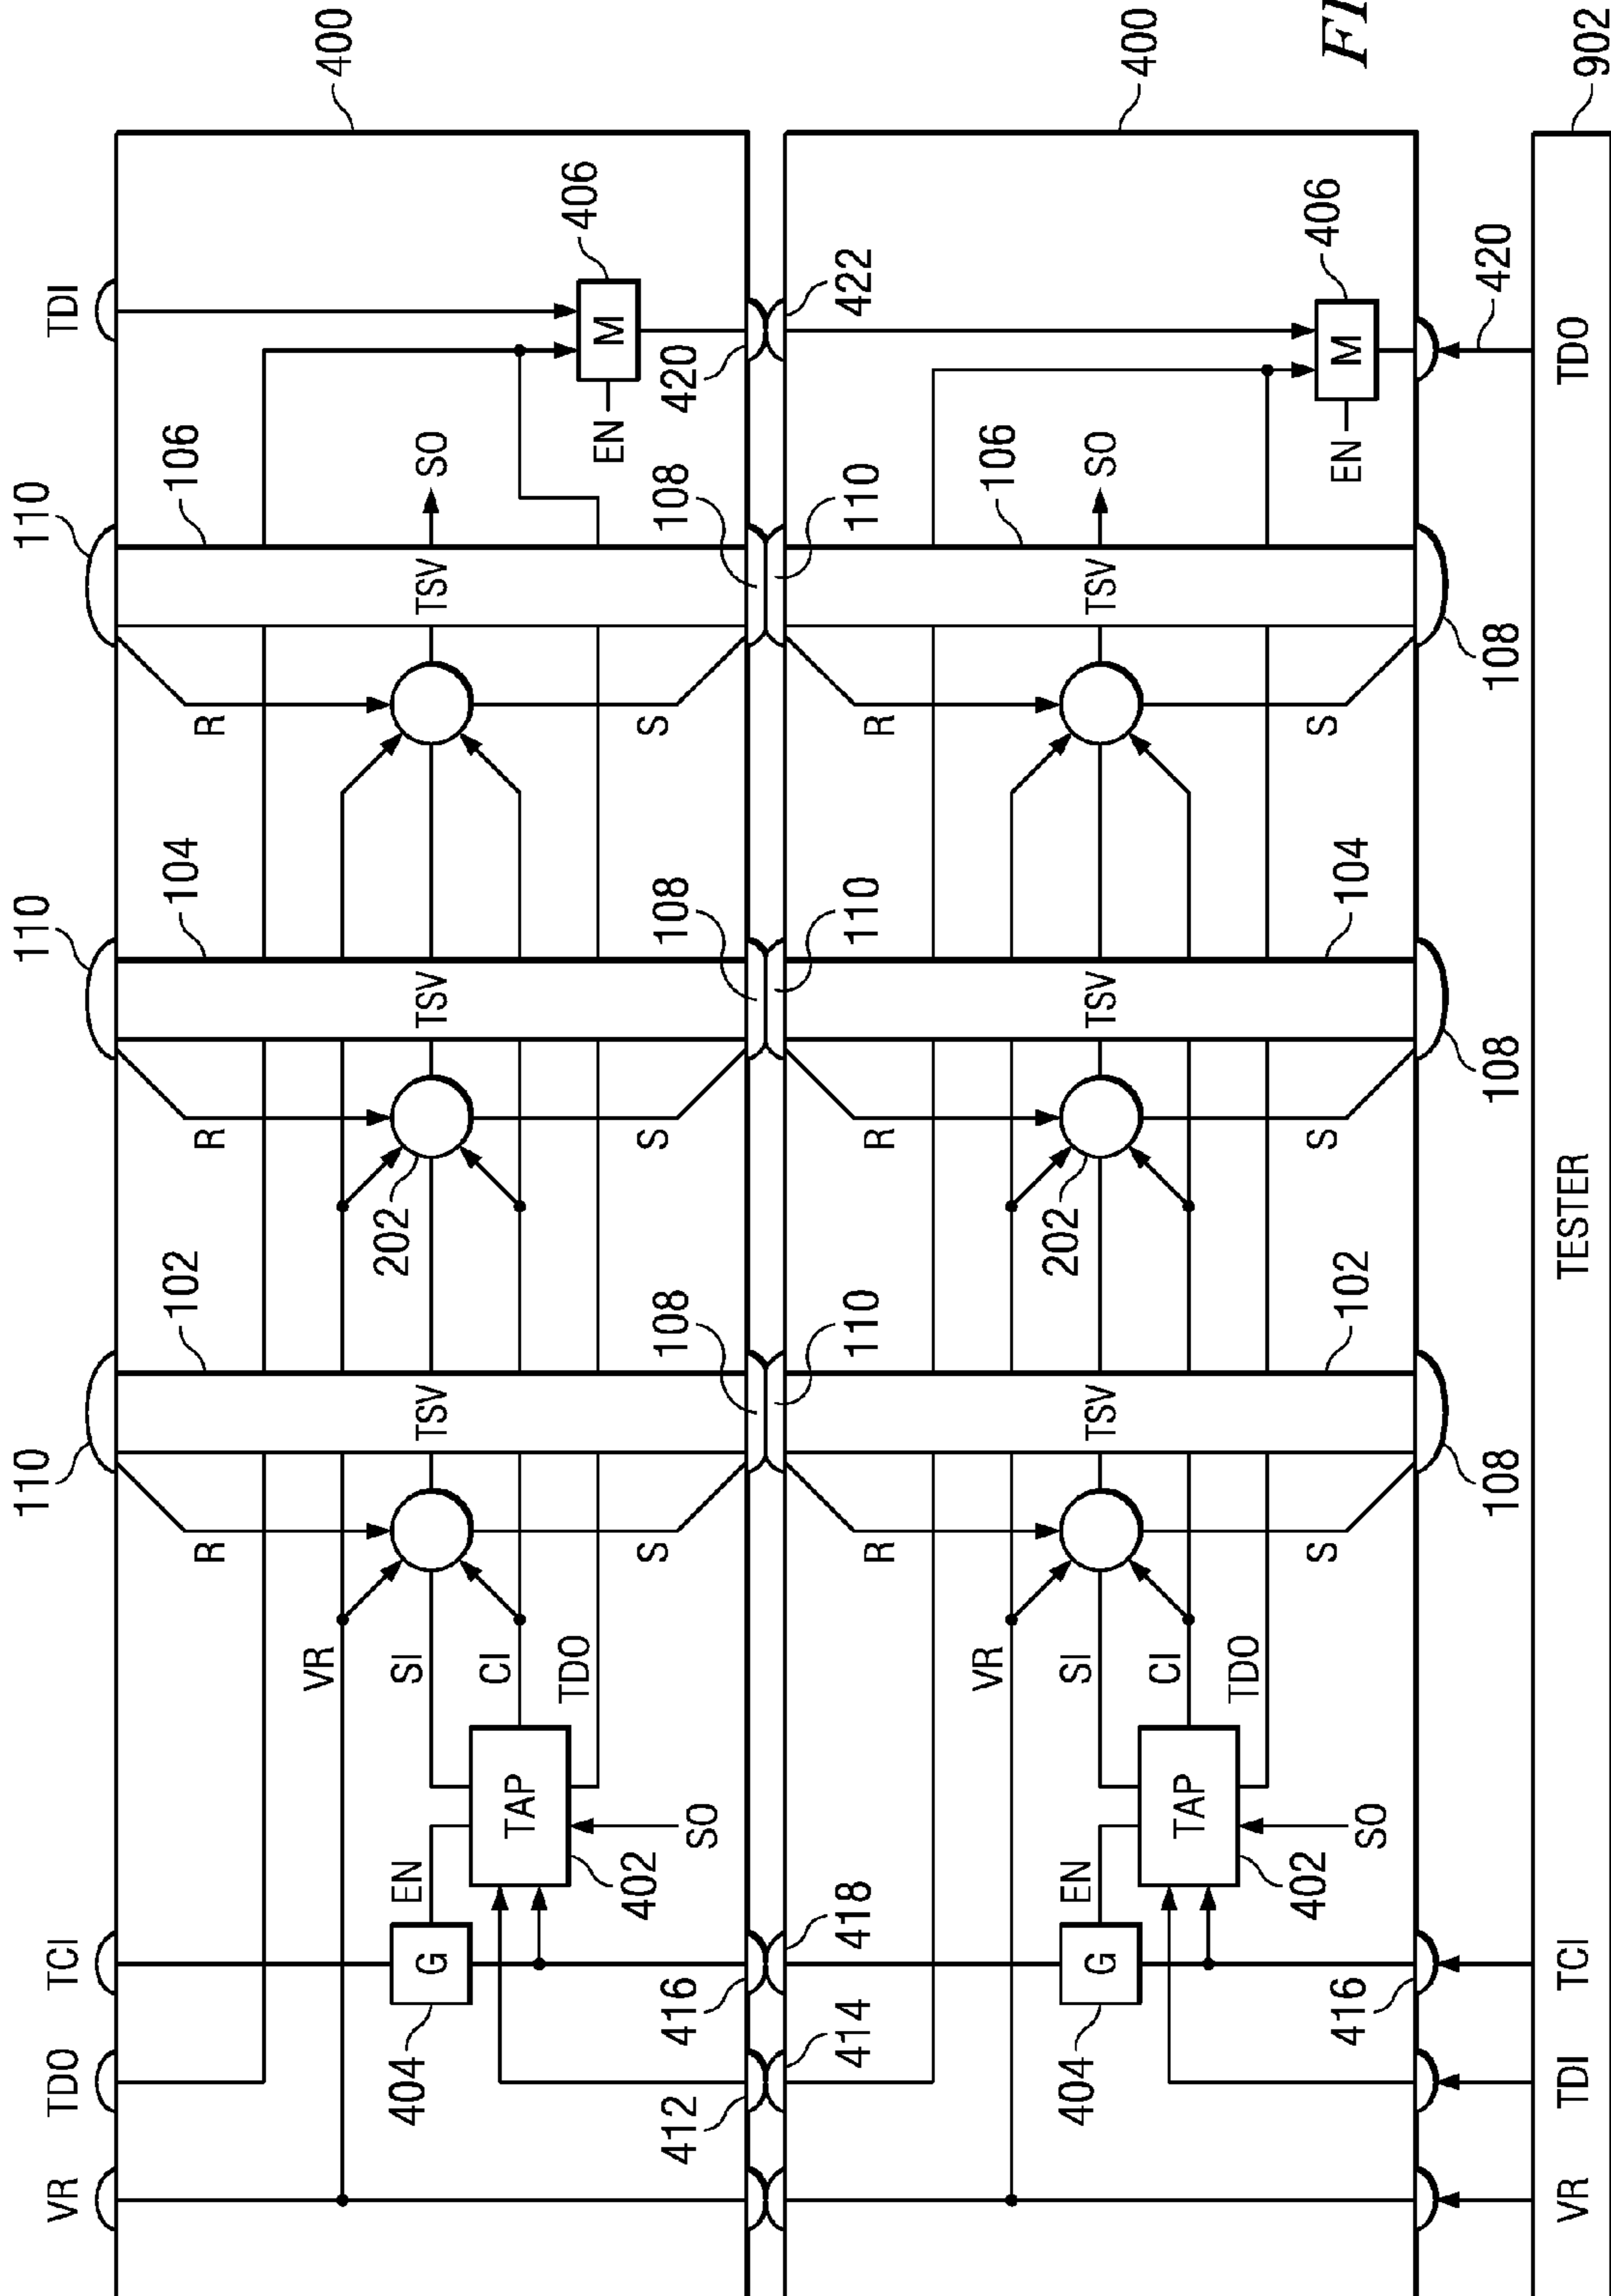 110
110
110
VR
TDO
TCI
TDI
102
104
106
R
R
R
400
VR
202
404
EN
SI
G
TSV
TSV
TSV
SO
CI
TAP
TDO
406
EN
M
402
S
S
S
412
416
108
108
108
420
SO
414
418
110
110
110
422
R
R
R
VR
106
202
404
EN
SI
G
TSV
TSV
TSV
SO
400
CI
TAP
TDO
402
S
S
S
406
416
102
104
EN
M
SO
108
108
108
420
VR
TDI
TCI
TESTER
TDO
902